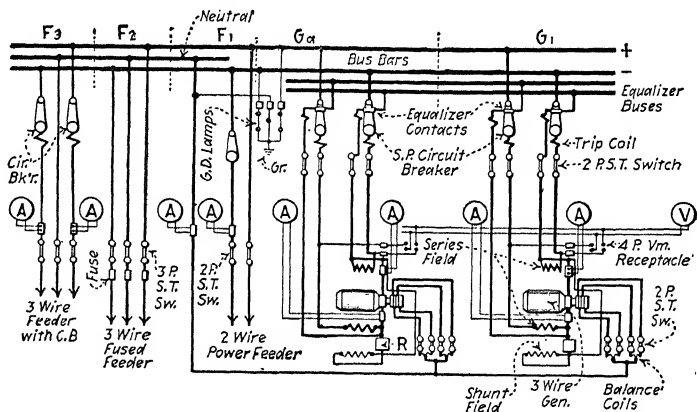 Neutral
F3
F2
F1
Ga
G1
+
Bus Bars
−
Equalizer
Buses
Equalizer
Contacts
G.D. Lamps
Gr.
S.P. Circuit
Breaker
Trip Coil
2 P.S.T. Switch
Cir.
Bk'r.
A
A
A
A
A
A
A
A
V
Series
Field
4 P. Vm.
Receptacle
Fuse
3 P.
S.T.
Sw.
2 P.
S.T.
Sw.
2 P.
S.T.
Sw.
3 Wire
Feeder
with C.B
3 Wire
Fused
Feeder
2 Wire
Power Feeder
R
Shunt
Field
3 Wire
Gen.
Balance
Coils